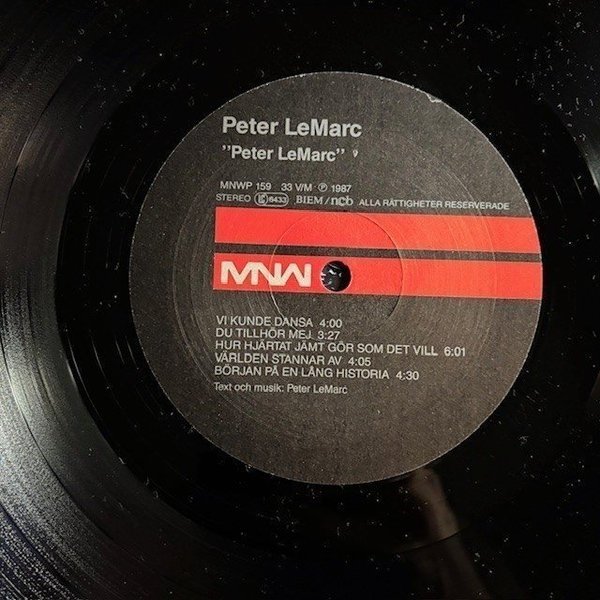 Peter LeMarc
"Peter LeMarc"
MNWP 159 33 V/M ℗ 1987
STEREO LC 6433 BIEM/ncb ALLA RÄTTIGHETER RESERVERADE
MNW
VI KUNDE DANSA 4:00
DU TILLHÖR MEJ 3:27
HUR HJÄRTAT JÄMT GÖR SOM DET VILL 6:01
VÄRLDEN STANNAR AV 4:05
BÖRJAN PÅ EN LÅNG HISTORIA 4:30
Text och musik: Peter LeMarc